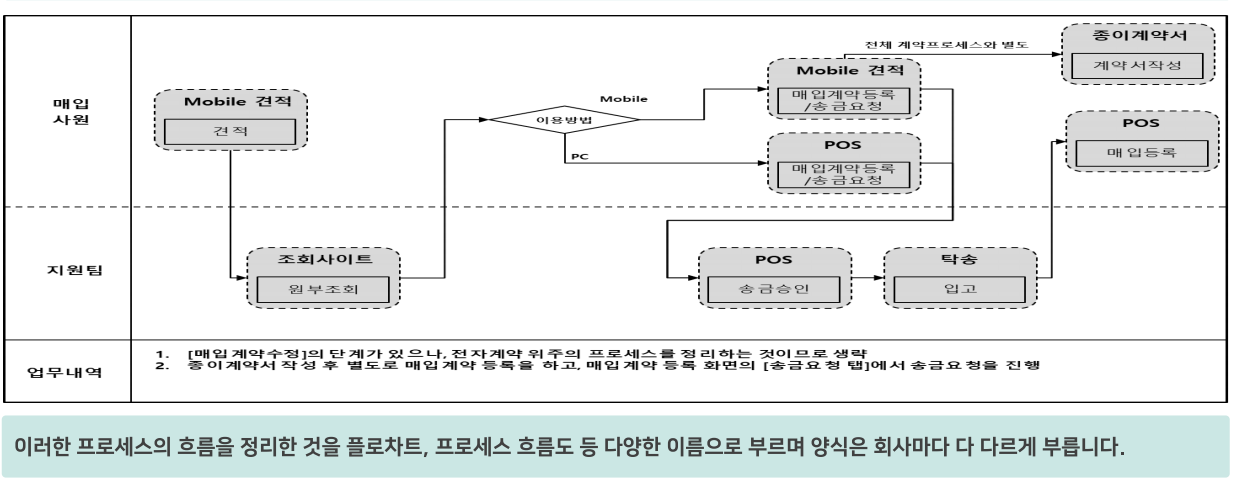 매입
사원
Mobile 견적
견적
이용방법
Mobile
PC
Mobile 견적
매입계약등록
/송금요청
POS
매입계약등록
/송금요청
전체 계약프로세스와 별도
종이계약서
계약서작성
POS
매입등록
지원팀
조회사이트
원부조회
POS
송금승인
탁송
입고
업무내역
1. [매입계약수정]의 단계가 있으나, 전자계약 위주의 프로세스를 정리하는 것이므로 생략
2. 종이계약서 작성 후 별도로 매입계약 등록을 하고, 매입계약 등록 화면의 [송금요청 탭]에서 송금요청을 진행
이러한 프로세스의 흐름을 정리한 것을 플로차트, 프로세스 흐름도 등 다양한 이름으로 부르며 양식은 회사마다 다 다르게 부릅니다.